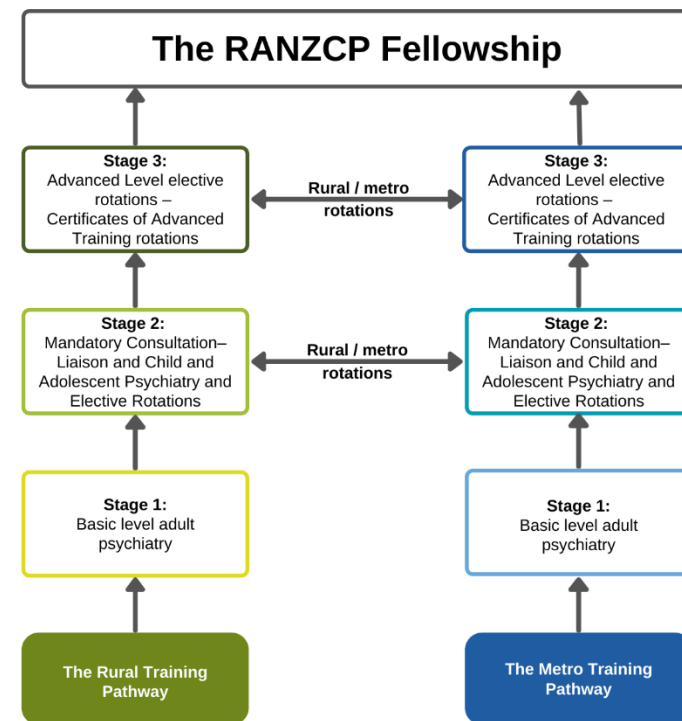 The RANZCP Fellowship
Stage 3:
Advanced Level elective
rotations –
Certificates of Advanced
Training rotations
Rural / metro
rotations
Stage 3:
Advanced Level elective
rotations –
Certificates of Advanced
Training rotations
Stage 2:
Mandatory Consultation–
Liaison and Child and
Adolescent Psychiatry and
Elective Rotations
Rural / metro
rotations
Stage 2:
Mandatory Consultation–
Liaison and Child and
Adolescent Psychiatry and
Elective Rotations
Stage 1:
Basic level adult
psychiatry
Stage 1:
Basic level adult
psychiatry
The Rural Training
Pathway
The Metro Training
Pathway